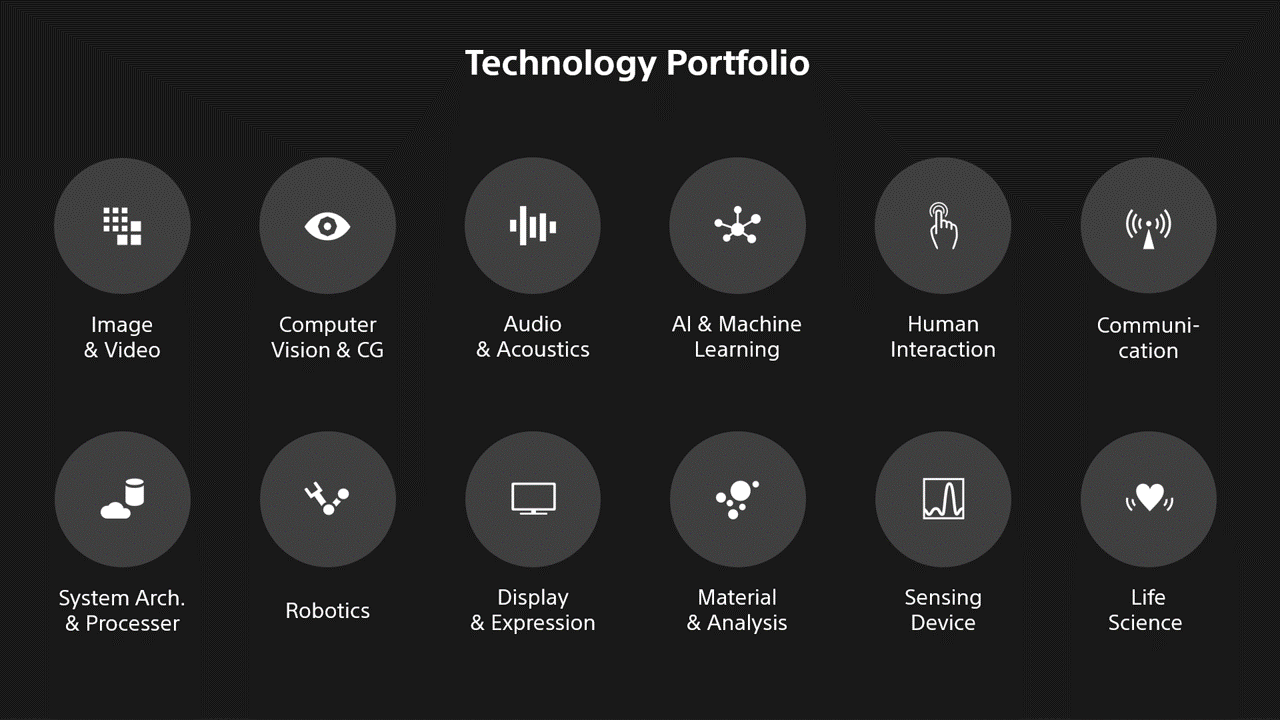 Technology Portfolio
Image
& Video
Computer
Vision & CG
Audio
& Acoustics
AI & Machine
Learning
Human
Interaction
Communi-
cation
System Arch.
& Processer
Robotics
Display
& Expression
Material
& Analysis
Sensing
Device
Life
Science